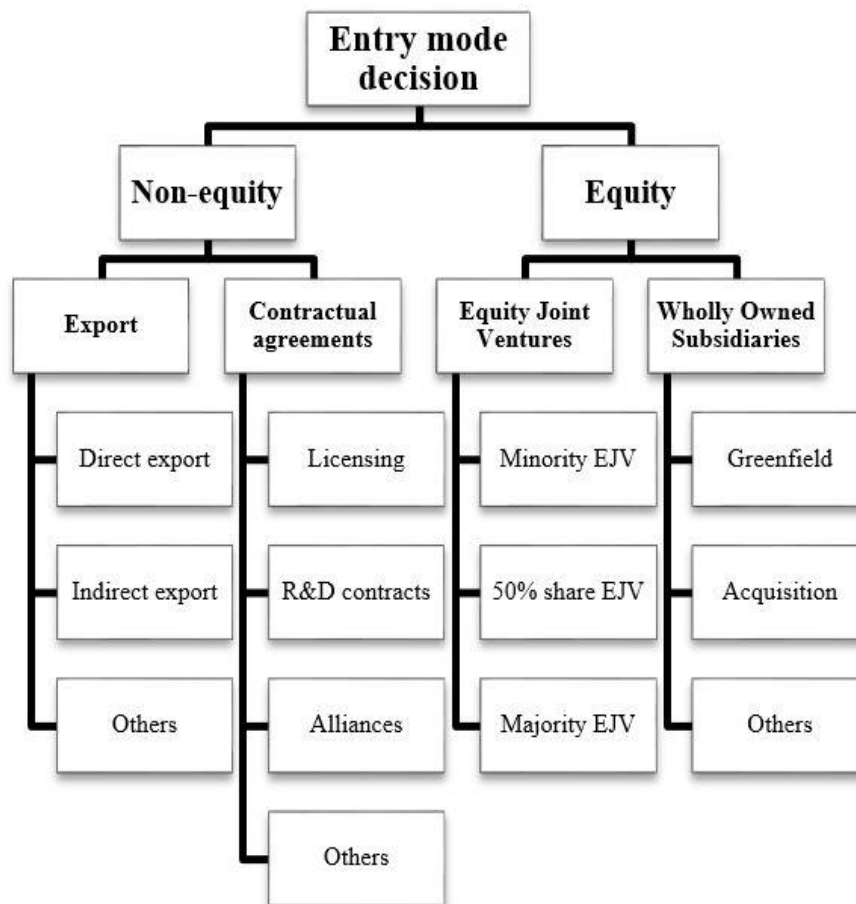 Entry mode
decision
Non-equity
Equity
Export
Contractual
agreements
Equity Joint
Ventures
Wholly Owned
Subsidiaries
Direct export
Licensing
Minority EJV
Greenfield
Indirect export
R&D contracts
50% share EJV
Acquisition
Others
Alliances
Majority EJV
Others
Others